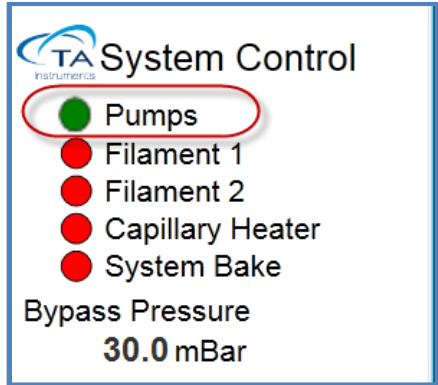 TA System Control
Instruments
Pumps
Filament 1
Filament 2
Capillary Heater
System Bake
Bypass Pressure
30.0 mBar